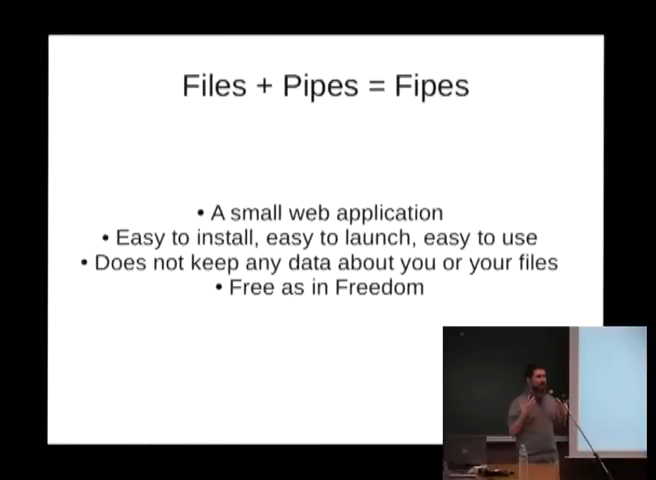 Files + Pipes = Fipes
• A small web application
• Easy to install, easy to launch, easy to use
• Does not keep any data about you or your files
• Free as in Freedom